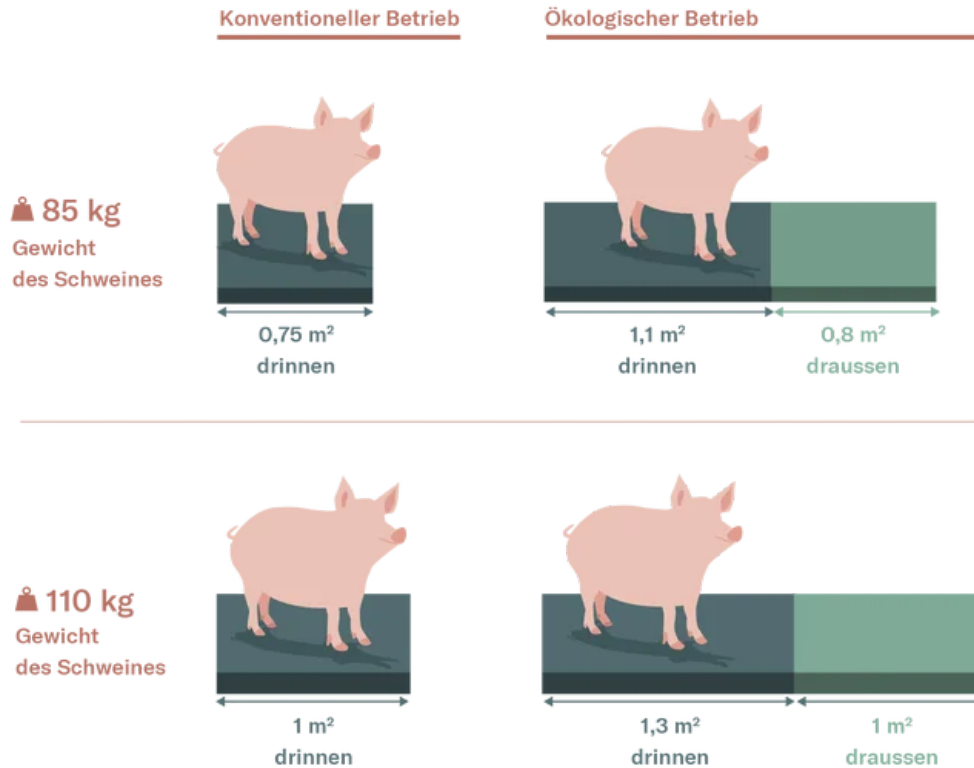 Konventioneller Betrieb
Ökologischer Betrieb
85 kg
Gewicht
des Schweines
0,75 m²
drinnen
1,1 m²
drinnen
0,8 m²
draussen
110 kg
Gewicht
des Schweines
1 m²
drinnen
1,3 m²
drinnen
1 m²
draussen